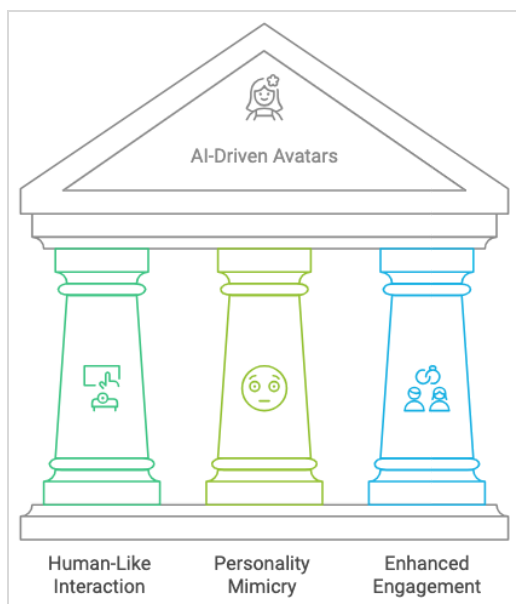 AI-Driven Avatars
Human-Like
Interaction
Personality
Mimicry
Enhanced
Engagement